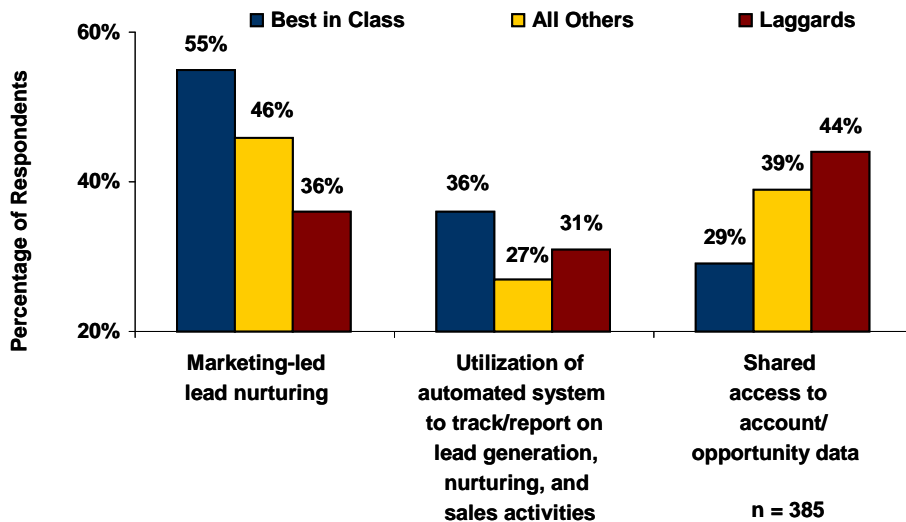 Best in Class All Others Laggards
Percentage of Respondents
60%
40%
20%
55%
46%
36%
36%
27%
31%
29%
39%
44%
Marketing-led
lead nurturing
Utilization of
automated system
to track/report on
lead generation,
nurturing, and
sales activities
Shared
access to
account/
opportunity data
n = 385